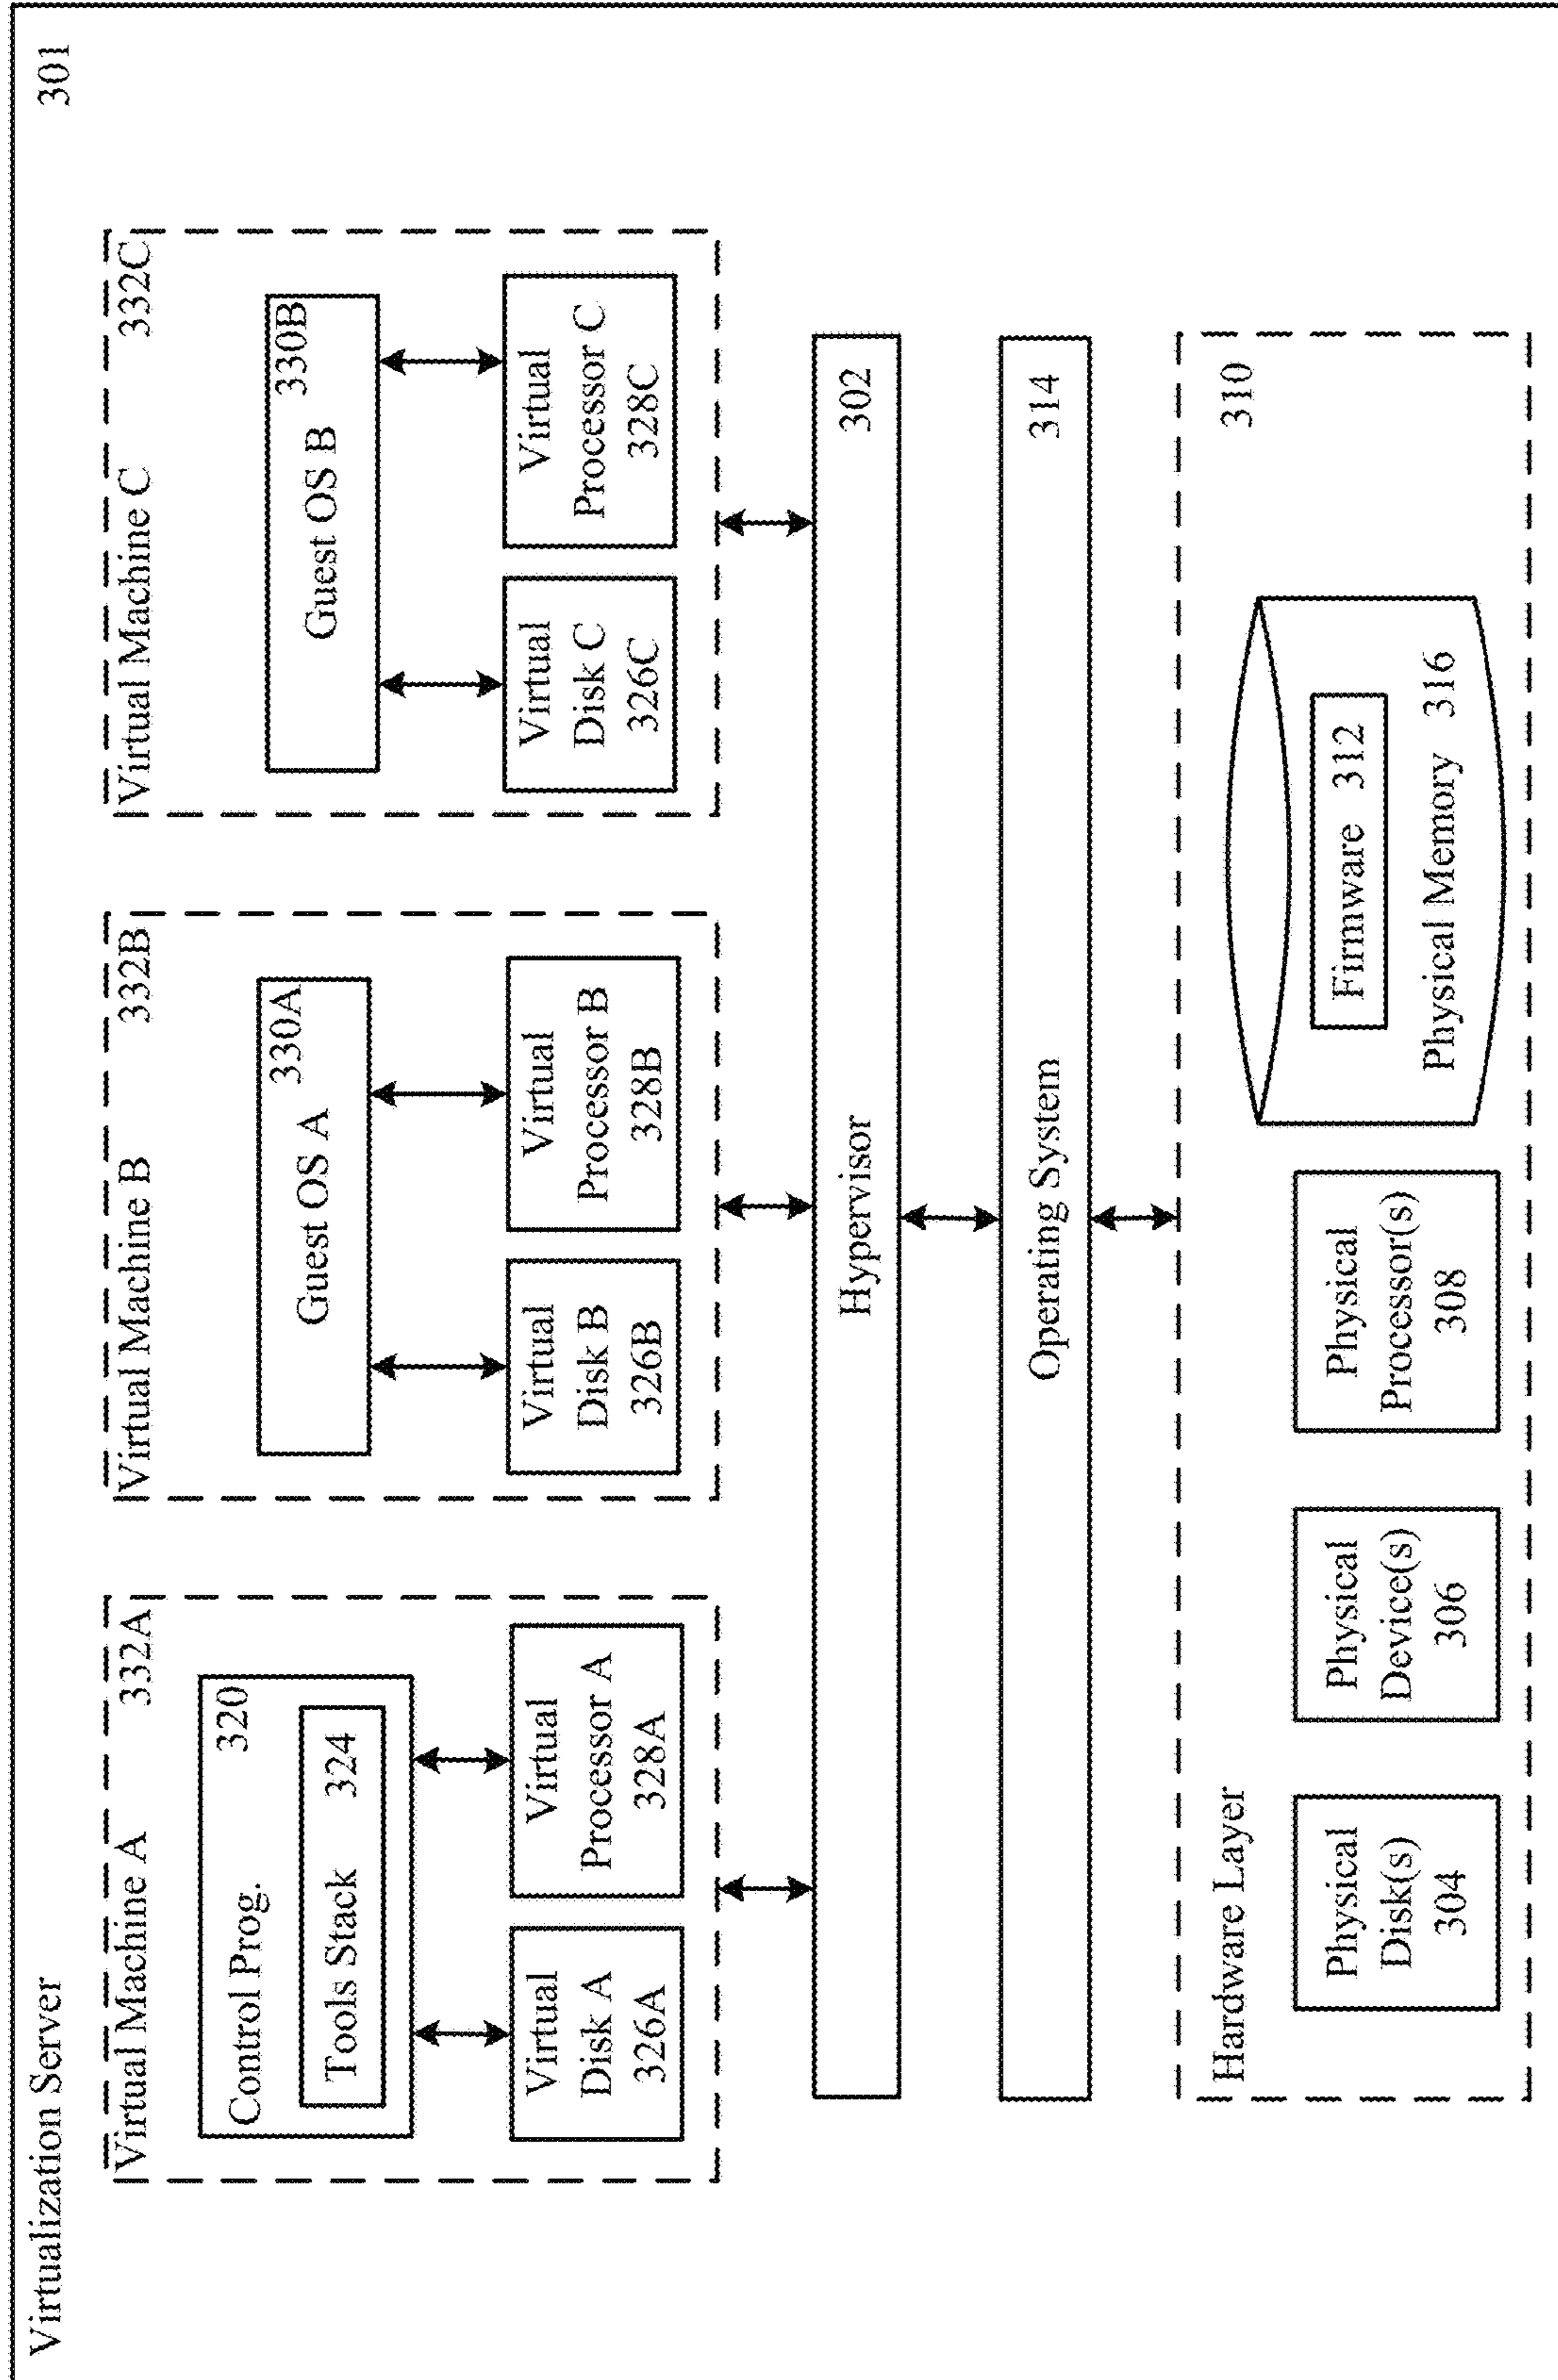 Virtualization Server 301
Virtual Machine A 332A
Control Prog. 320
Tools Stack 324
Virtual
Disk A
326A
Virtual
Processor A
328A
Virtual Machine B 332B
330A
Guest OS A
Virtual
Disk B
326B
Virtual
Processor B
328B
Virtual Machine C 332C
330B
Guest OS B
Virtual
Disk C
326C
Virtual
Processor C
328C
Hypervisor 302
Operating System 314
Hardware Layer 310
Physical
Disk(s)
304
Physical
Device(s)
306
Physical
Processor(s)
308
Firmware 312
Physical Memory 316